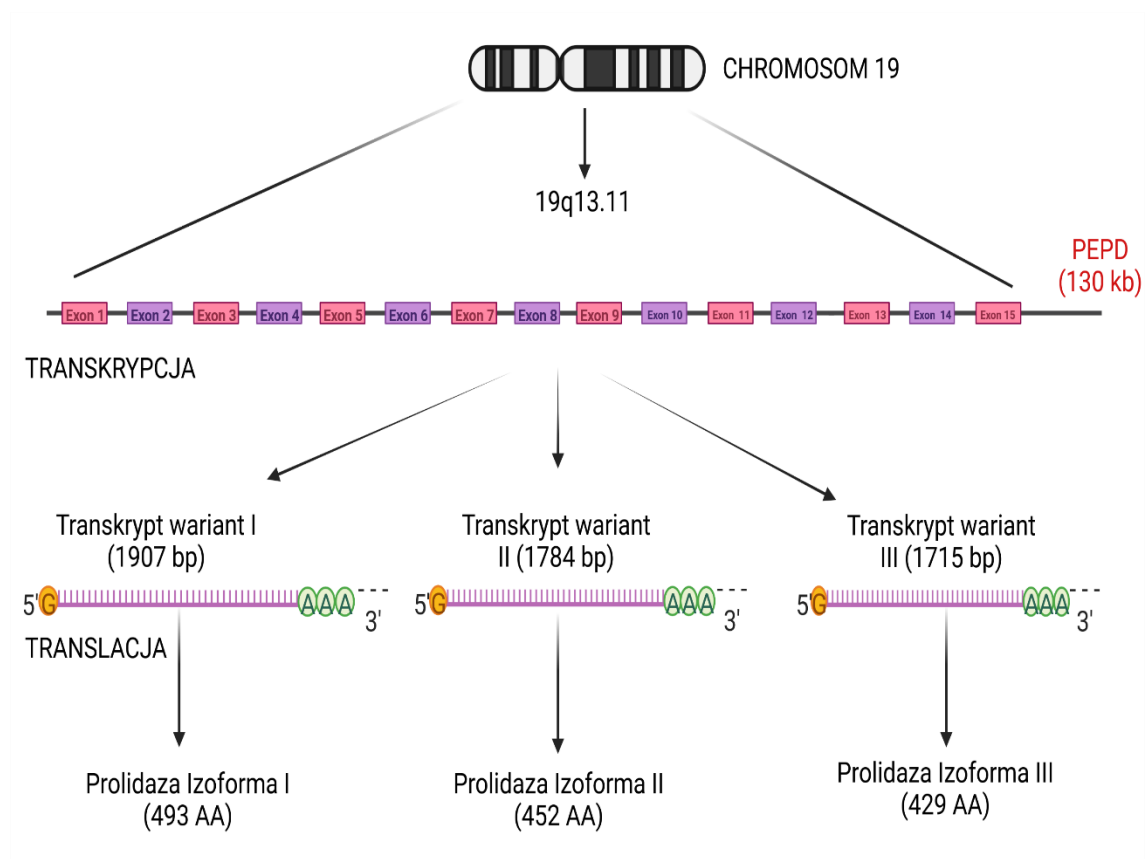 CHROMOSOM 19
19q13.11
PEPD
(130 kb)
Exon 1 Exon 2 Exon 3 Exon 4 Exon 5 Exon 6 Exon 7 Exon 8 Exon 9 Exon 10 Exon 11 Exon 12 Exon 13 Exon 14 Exon 15
TRANSKRYPCJA
Transkrypt wariant I
(1907 bp)
Transkrypt wariant
II (1784 bp)
Transkrypt wariant
III (1715 bp)
5' G AAA 3'
5' G AAA 3'
5' G AAA 3'
TRANSLACJA
Prolidaza Izoforma I
(493 AA)
Prolidaza Izoforma II
(452 AA)
Prolidaza Izoforma III
(429 AA)